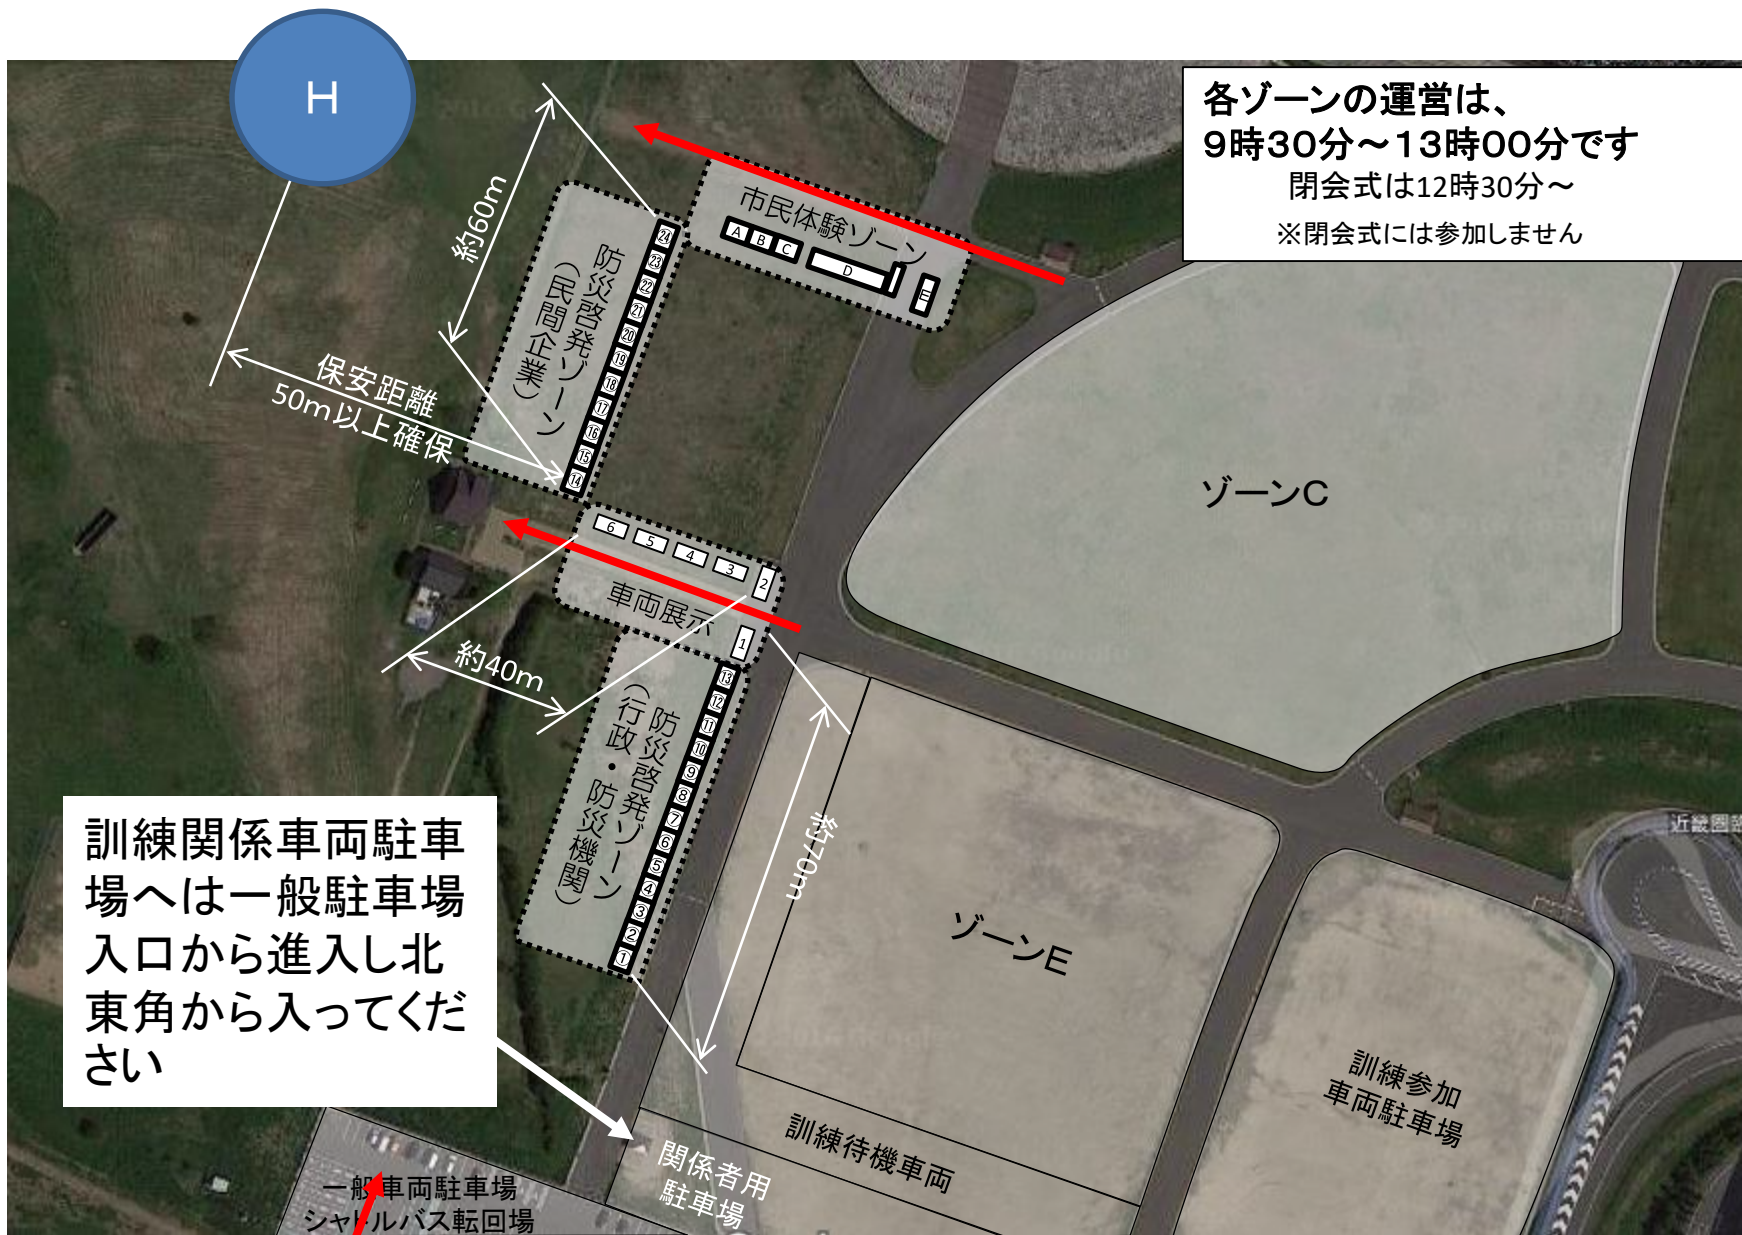 H
各ゾーンの運営は、
9時30分～13時00分です
閉会式は12時30分～
※閉会式には参加しません
約60m
市民体験ゾーン
A
B
C
D
E
防災啓発ゾーン
（民間企業）
㉔
㉓
㉒
㉑
⑳
⑲
⑱
⑰
⑯
⑮
⑭
保安距離
50m以上確保
ゾーンC
6
5
4
3
2
1
車両展示
約40m
防災啓発ゾーン
（行政・防災機関）
⑬
⑫
⑪
⑩
⑨
⑧
⑦
⑥
⑤
④
③
②
①
約70m
訓練関係車両駐車
場へは一般駐車場
入口から進入し北
東角から入ってくだ
さい
ゾーンE
訓練参加
車両駐車場
訓練待機車両
関係者用
駐車場
一般車両駐車場
シャトルバス転回場